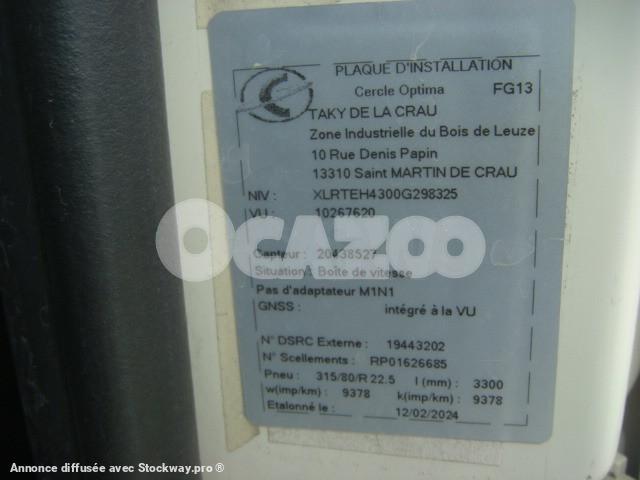 PLAQUE D'INSTALLATION
Cercle Optima FG13
TAKY DE LA CRAU
Zone Industrielle du Bois de Leuze
10 Rue Denis Papin
13310 Saint MARTIN DE CRAU
NIV : XLRTEH4300G298325
VU : 10267620
OCAZOO
Capteur : 20438527
Situation : Boîte de vitesse
Pas d'adaptateur M1N1
GNSS : intégré à la VU
N° DSRC Externe : 19443202
N° Scellements : RP01626685
Pneu : 315/80/R 22.5 l (mm) : 3300
w(imp/km) : 9378 k(imp/km) : 9378
Etalonné le : 12/02/2024
Annonce diffusée avec Stockway.pro ®